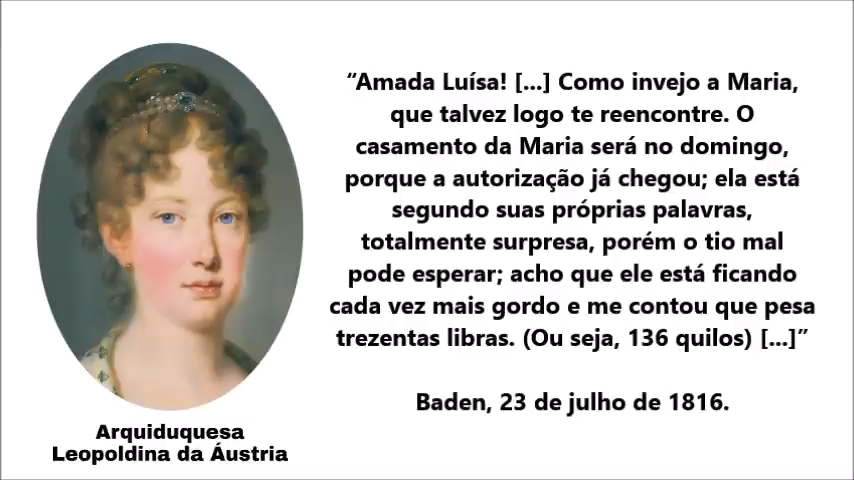 “Amada Luísa! [...] Como invejo a Maria,
que talvez logo te reencontre. O
casamento da Maria será no domingo,
porque a autorização já chegou; ela está
segundo suas próprias palavras,
totalmente surpresa, porém o tio mal
pode esperar; acho que ele está ficando
cada vez mais gordo e me contou que pesa
trezentas libras. (Ou seja, 136 quilos) [...]”
Baden, 23 de julho de 1816.
Arquiduquesa
Leopoldina da Áustria